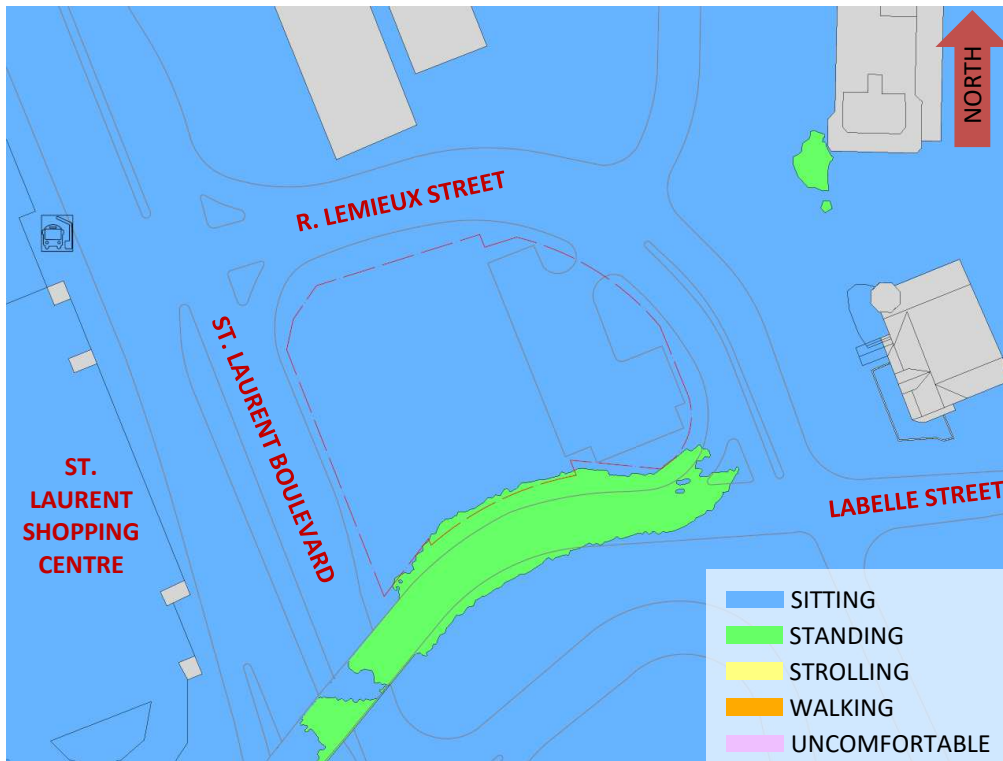 NORTH
R. LEMIEUX STREET
ST. LAURENT BOULEVARD
ST.
LAURENT
SHOPPING
CENTRE
LABELLE STREET
SITTING
STANDING
STROLLING
WALKING
UNCOMFORTABLE